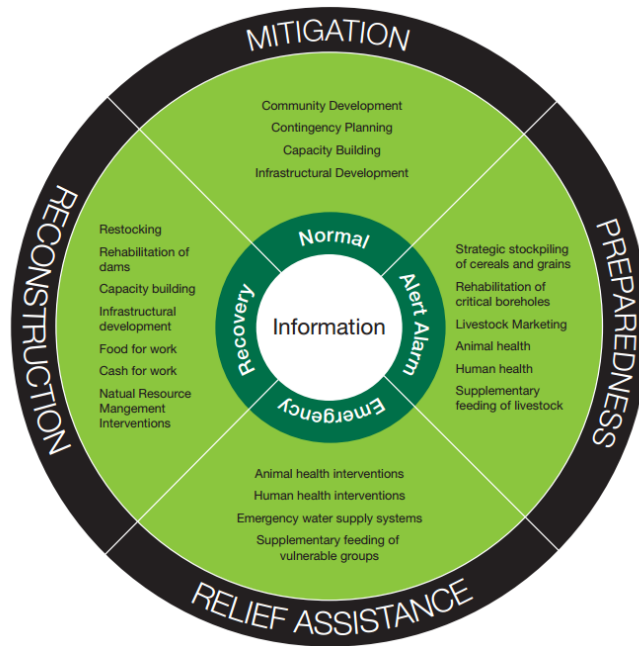 MITIGATION
Community Development
Contingency Planning
Capacity Building
Infrastructural Development
PREPAREDNESS
Strategic stockpiling
of cereals and grains
Rehabilitation of
critical boreholes
Livestock Marketing
Animal health
Human health
Supplementary
feeding of livestock
RELIEF ASSISTANCE
Animal health interventions
Human health interventions
Emergency water supply systems
Supplementary feeding of
vulnerable groups
RECONSTRUCTION
Restocking
Rehabilitation of
dams
Capacity building
Infrastructural
development
Food for work
Cash for work
Natual Resource
Mangement
Interventions
Normal
Alert Alarm
Emergency
Recovery
Information